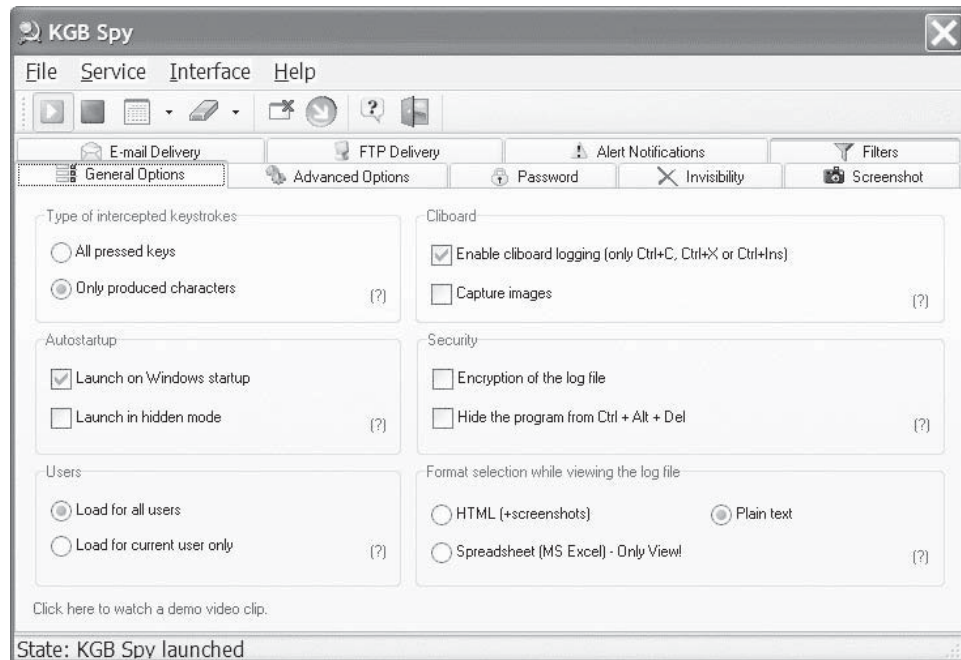 KGB Spy
File Service Interface Help
E-mail Delivery FTP Delivery Alert Notifications Filters
General Options Advanced Options Password Invisibility Screenshot
Type of intercepted keystrokes
All pressed keys
Only produced characters
(?)
Cliboard
Enable cliboard logging (only Ctrl+C, Ctrl+X or Ctrl+Ins)
Capture images
(?)
Autostartup
Launch on Windows startup
Launch in hidden mode
(?)
Security
Encryption of the log file
Hide the program from Ctrl + Alt + Del
(?)
Users
Load for all users
Load for current user only
(?)
Format selection while viewing the log file
HTML (+screenshots) Plain text
Spreadsheet (MS Excel) - Only View!
(?)
Click here to watch a demo video clip.
State: KGB Spy launched